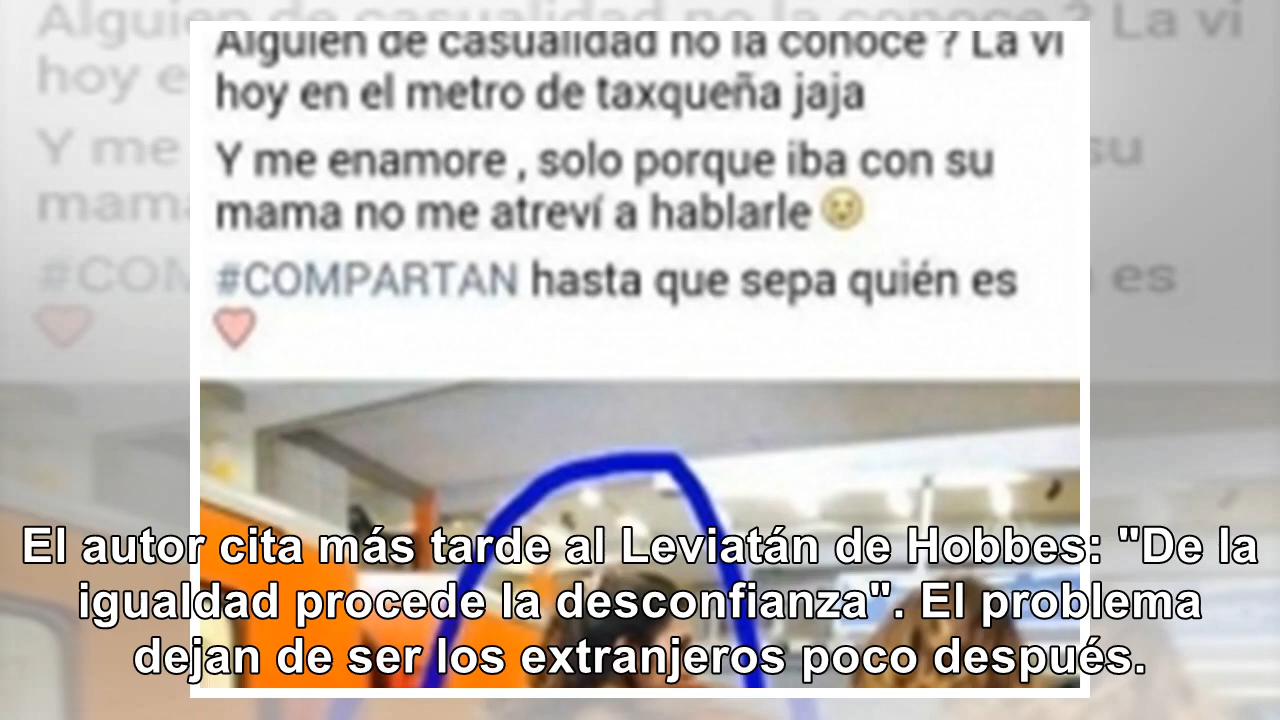 Alguien de casualidad no la conoce ? La vi
hoy en el metro de taxqueña jaja
Y me enamore , solo porque iba con su
mama no me atreví a hablarle
#COMPARTAN hasta que sepa quién es
El autor cita más tarde al Leviatán de Hobbes: "De la
igualdad procede la desconfianza". El problema
dejan de ser los extranjeros poco después.